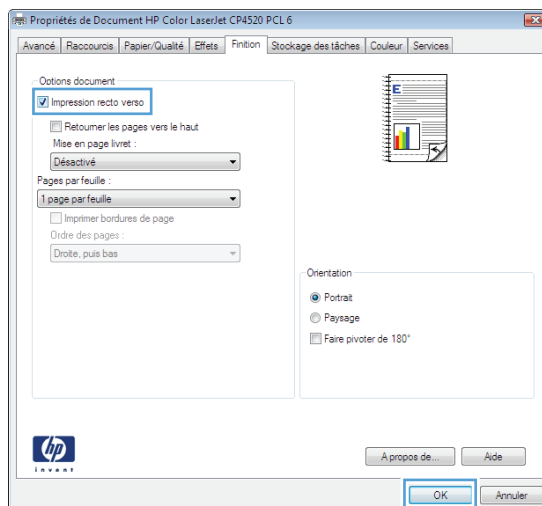 Propriétés de Document HP Color LaserJet CP4520 PCL 6
Avancé Raccourcis Papier/Qualité Effets Finition Stockage des tâches Couleur Services
Options document
Impression recto verso
Retourner les pages vers le haut
Mise en page livret :
Désactivé
Pages par feuille :
1 page par feuille
Imprimer bordures de page
Ordre des pages :
Droite, puis bas
E
Orientation
Portrait
Paysage
Faire pivoter de 180°
hp
invent
A propos de...
Aide
OK
Annuler